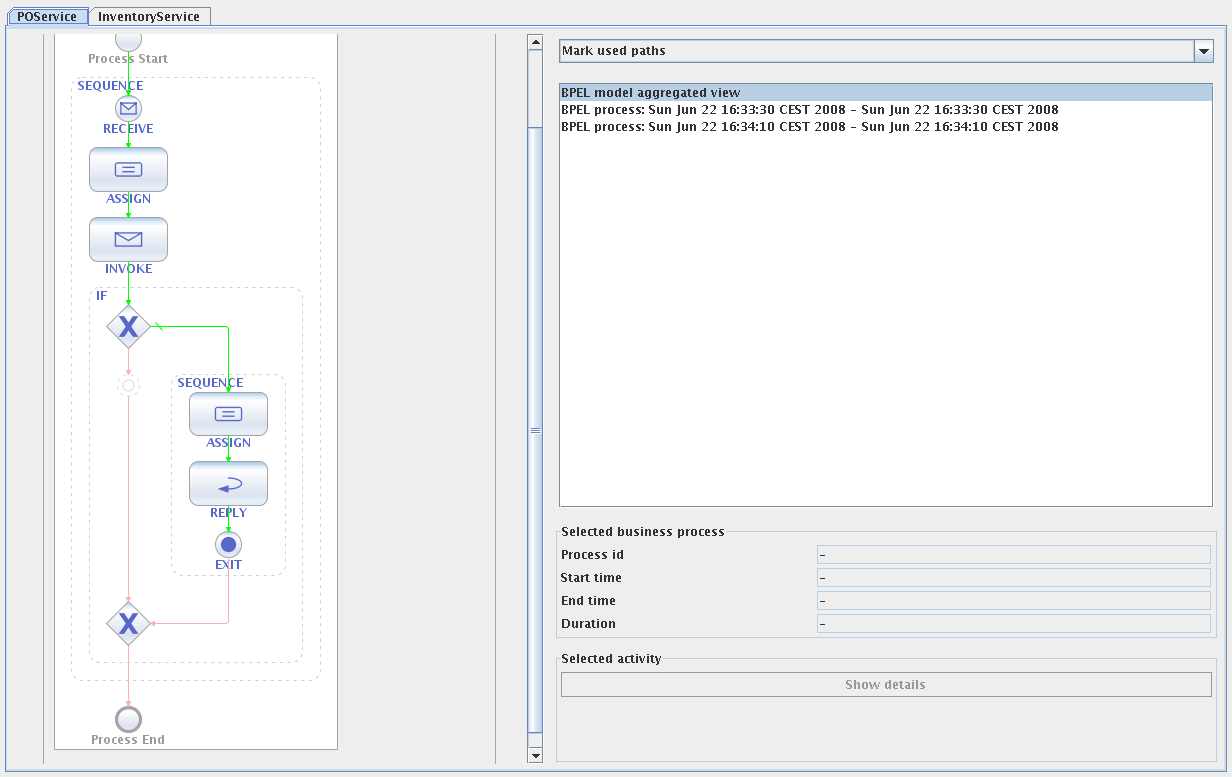 POService
InventoryService
Process Start
SEQUENCE
RECEIVE
ASSIGN
INVOKE
IF
X
SEQUENCE
ASSIGN
REPLY
EXIT
X
Process End
Mark used paths
BPEL model aggregated view
BPEL process: Sun Jun 22 16:33:30 CEST 2008 – Sun Jun 22 16:33:30 CEST 2008
BPEL process: Sun Jun 22 16:34:10 CEST 2008 – Sun Jun 22 16:34:10 CEST 2008
Selected business process
Process id –
Start time –
End time –
Duration –
Selected activity
Show details